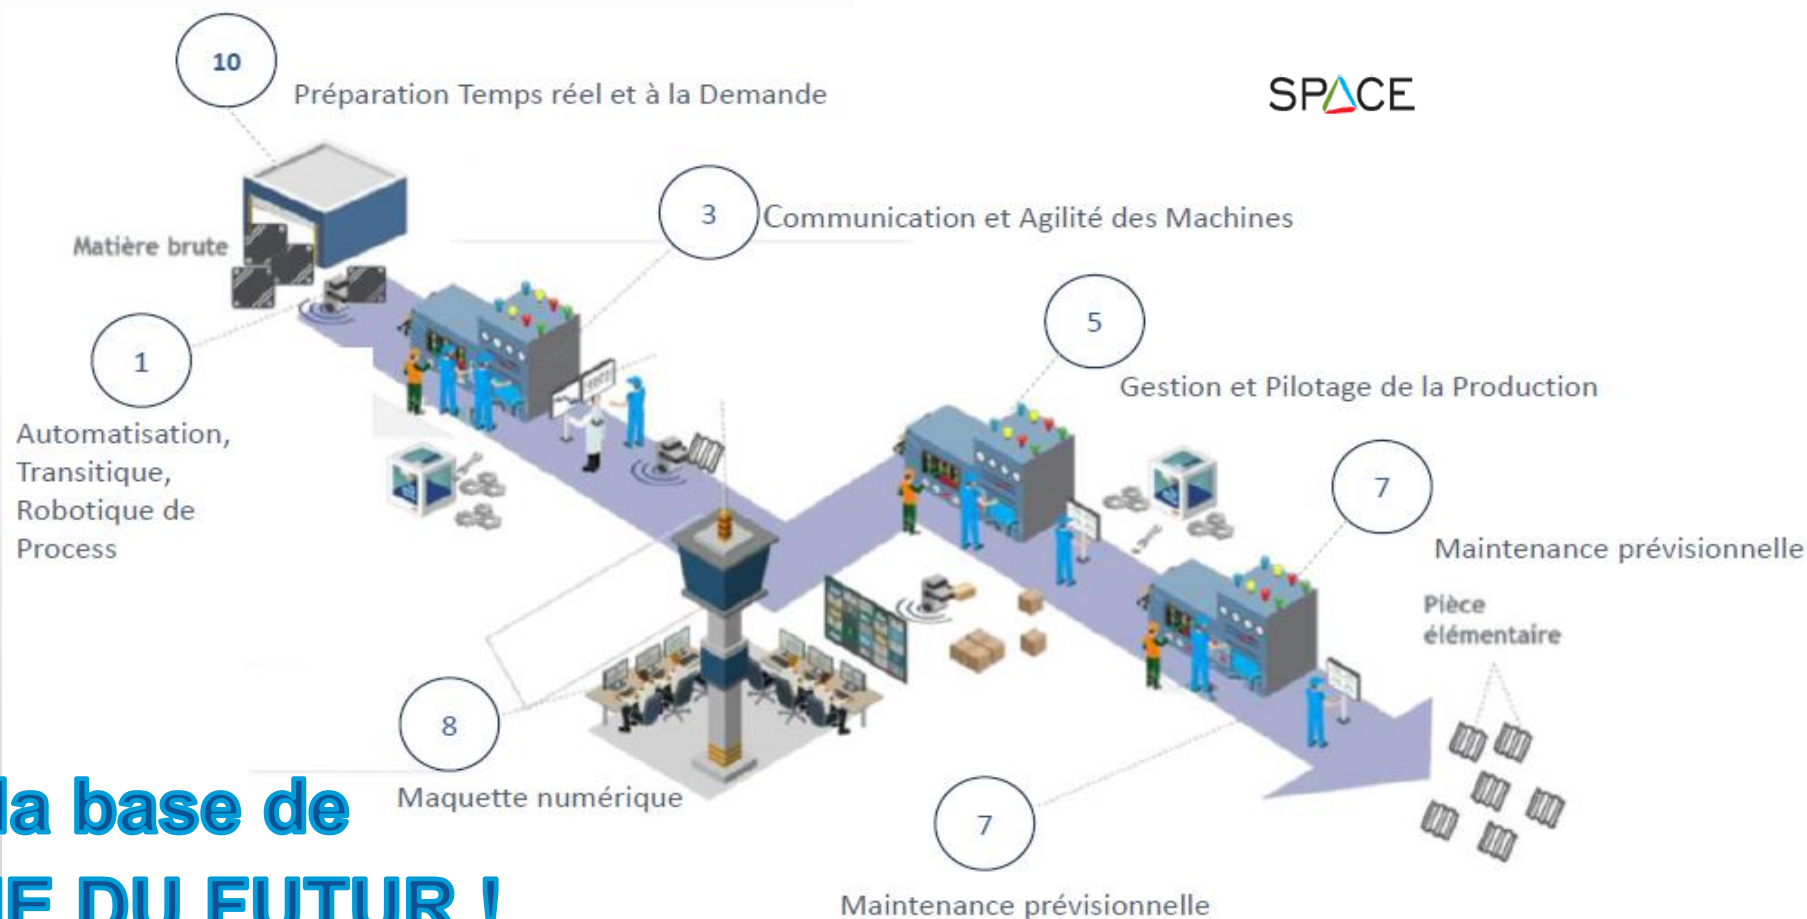 10
Préparation Temps réel et à la Demande
SPACE
3
Communication et Agilité des Machines
Matière brute
5
1
Gestion et Pilotage de la Production
Automatisation,
Transitique,
Robotique de
Process
7
Maintenance prévisionnelle
Pièce
élémentaire
8
Maquette numérique
la base de
DU FUTUR !
7
Maintenance prévisionnelle